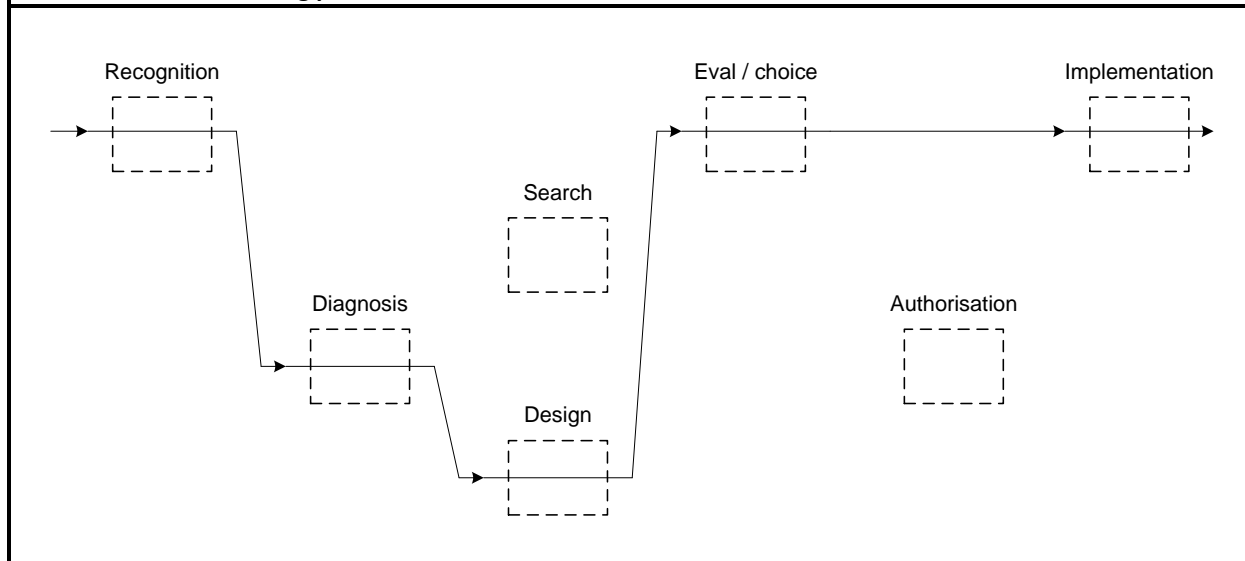 Recognition
Eval / choice
Implementation
Search
Diagnosis
Authorisation
Design